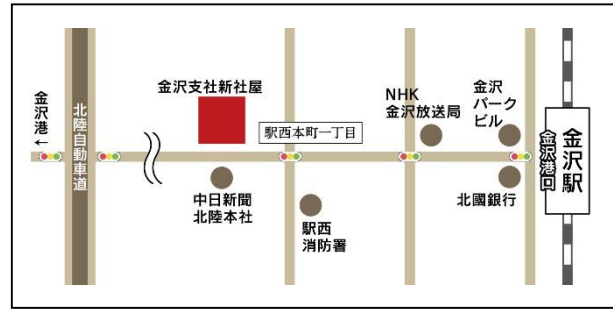 金沢港
←
北陸自動車道
金沢支社新社屋
中日新聞
北陸本社
駅西本町一丁目
駅西
消防署
NHK
金沢放送局
金沢
パーク
ビル
北國銀行
金沢駅
金沢港口